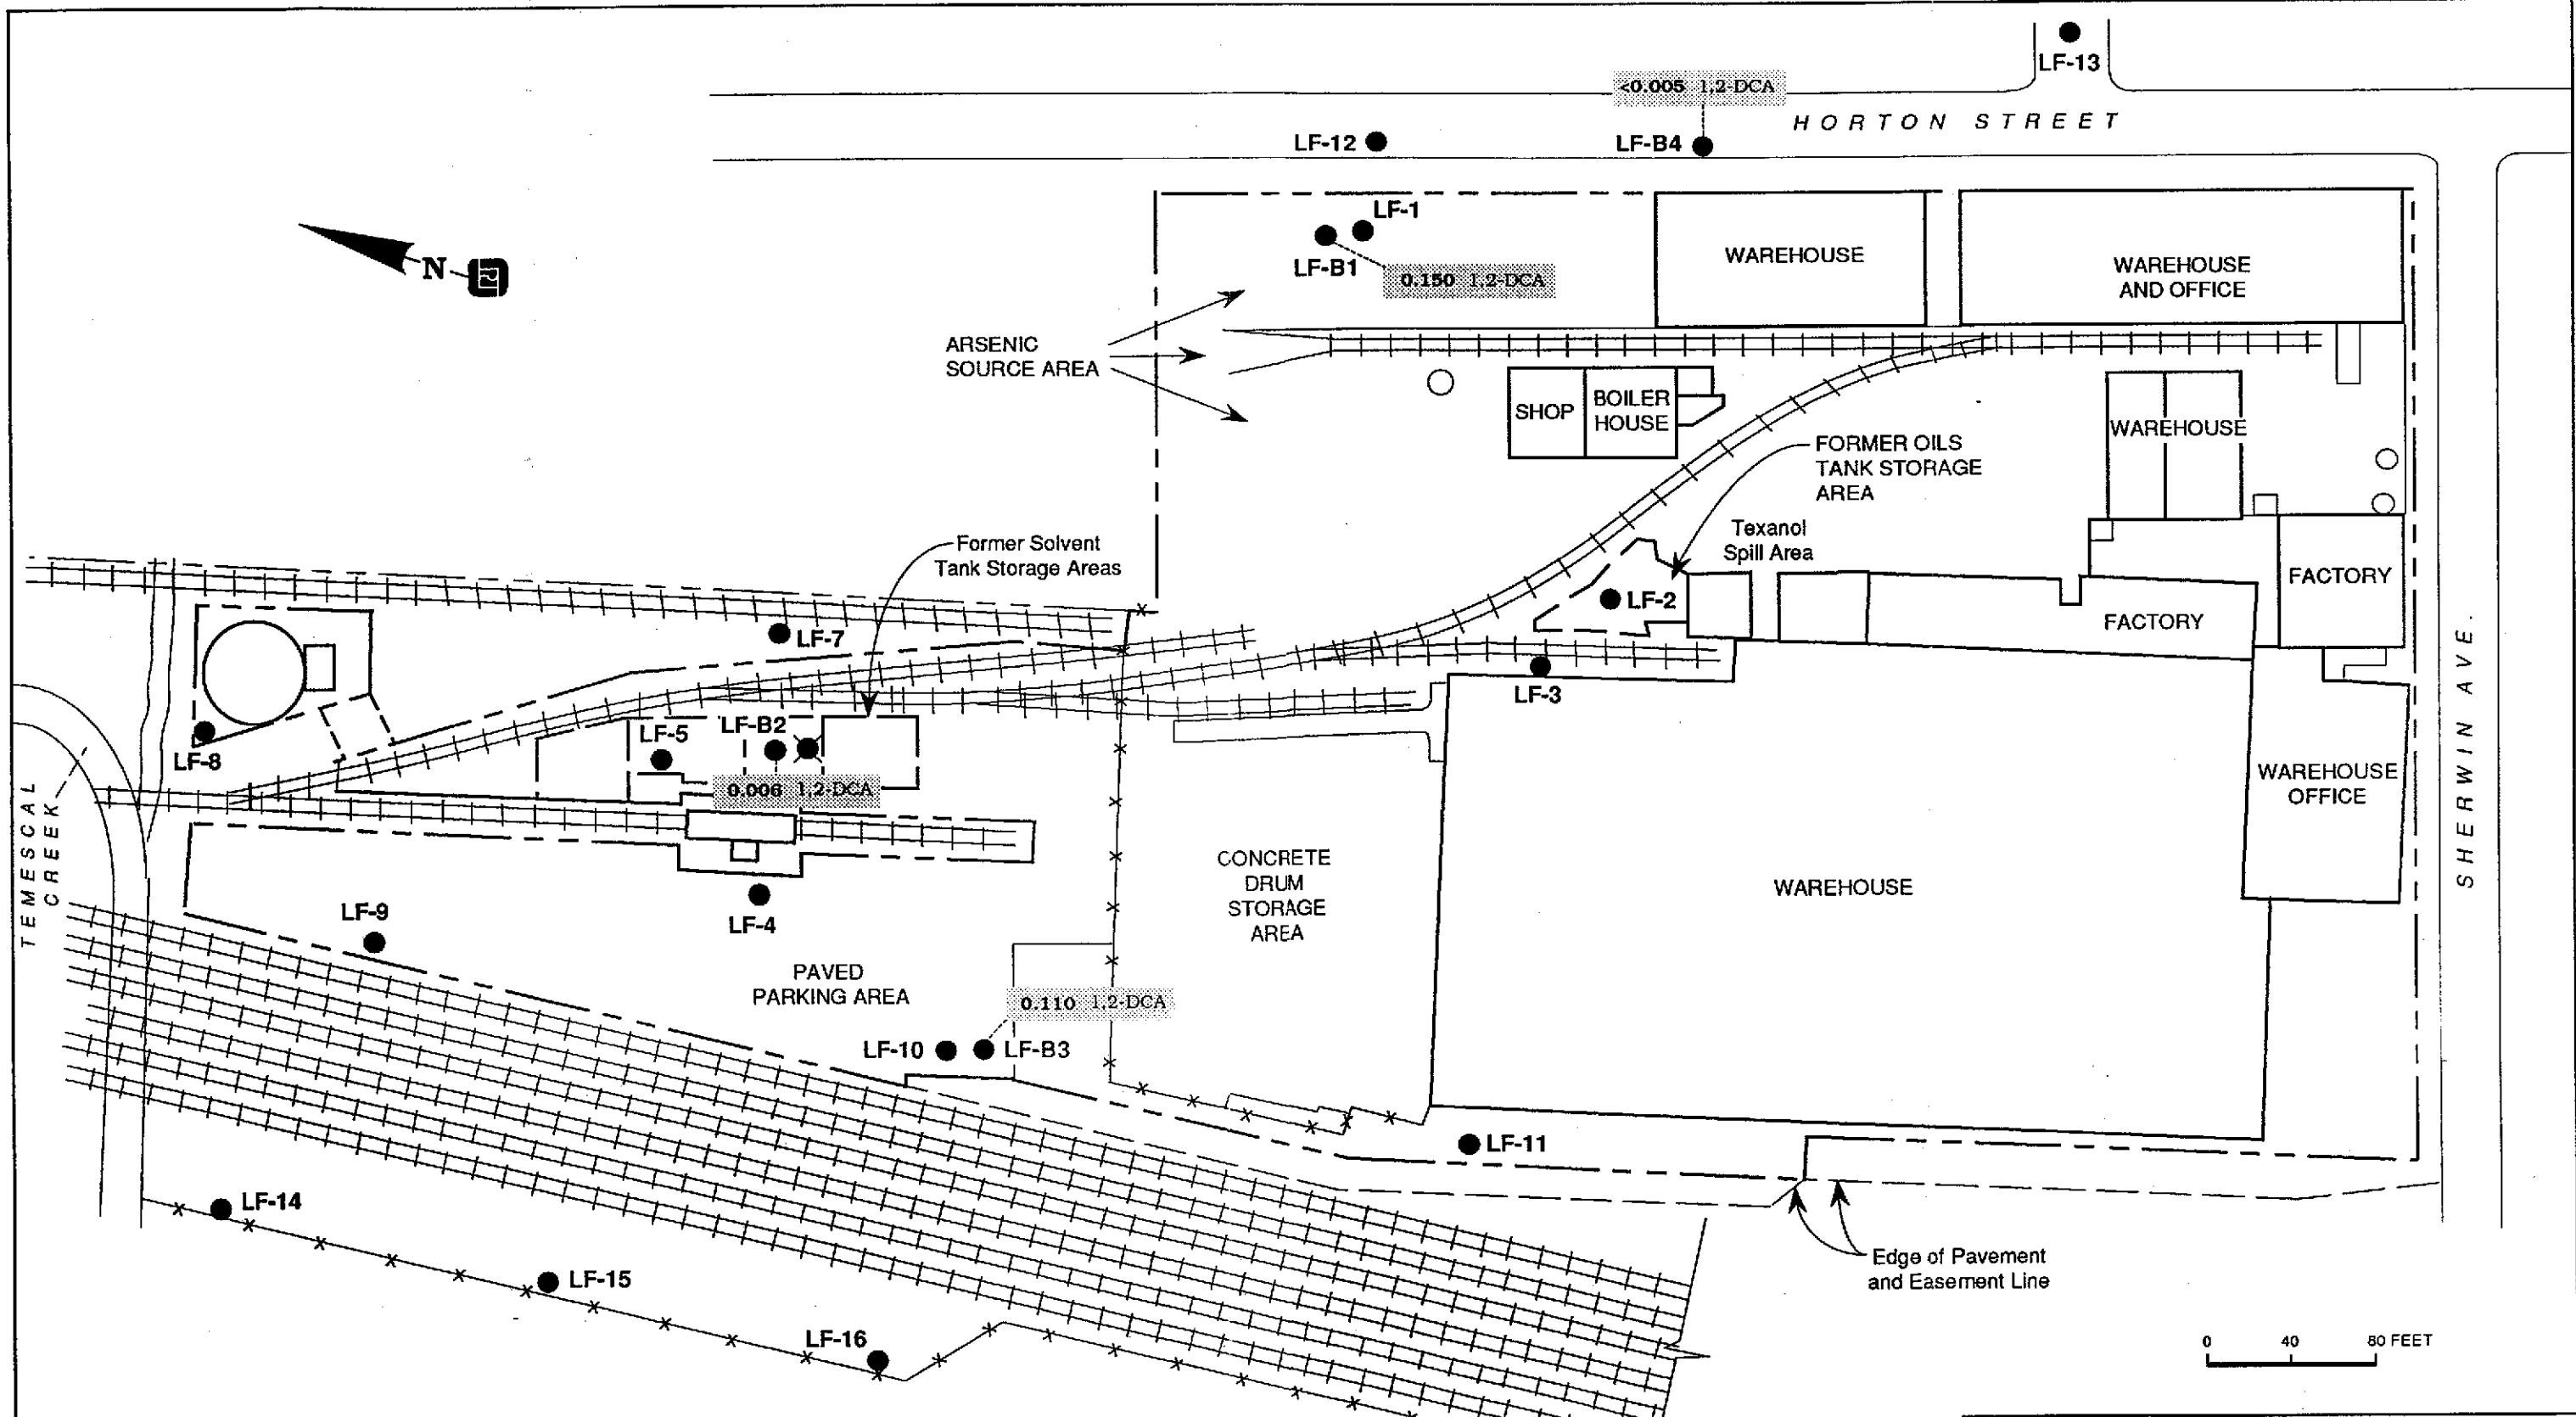 LF-13
<0.005 1,2-DCA
HORTON STREET
LF-12
LF-B4
LF-1
LF-B1
0.150 1,2-DCA
N
WAREHOUSE
WAREHOUSE
AND OFFICE
ARSENIC
SOURCE AREA
SHOP
BOILER
HOUSE
WAREHOUSE
FORMER OILS
TANK STORAGE
AREA
Texanol
Spill Area
Former Solvent
Tank Storage Areas
LF-2
FACTORY
FACTORY
LF-7
LF-3
LF-8
LF-5
LF-B2
0.006 1,2-DCA
TEMESCAL
CREEK
SHERWIN AVE.
WAREHOUSE
OFFICE
CONCRETE
DRUM
STORAGE
AREA
WAREHOUSE
LF-9
LF-4
PAVED
PARKING AREA
0.110 1,2-DCA
LF-10
LF-B3
LF-11
LF-14
LF-15
LF-16
Edge of Pavement
and Easement Line
0 40 80 FEET